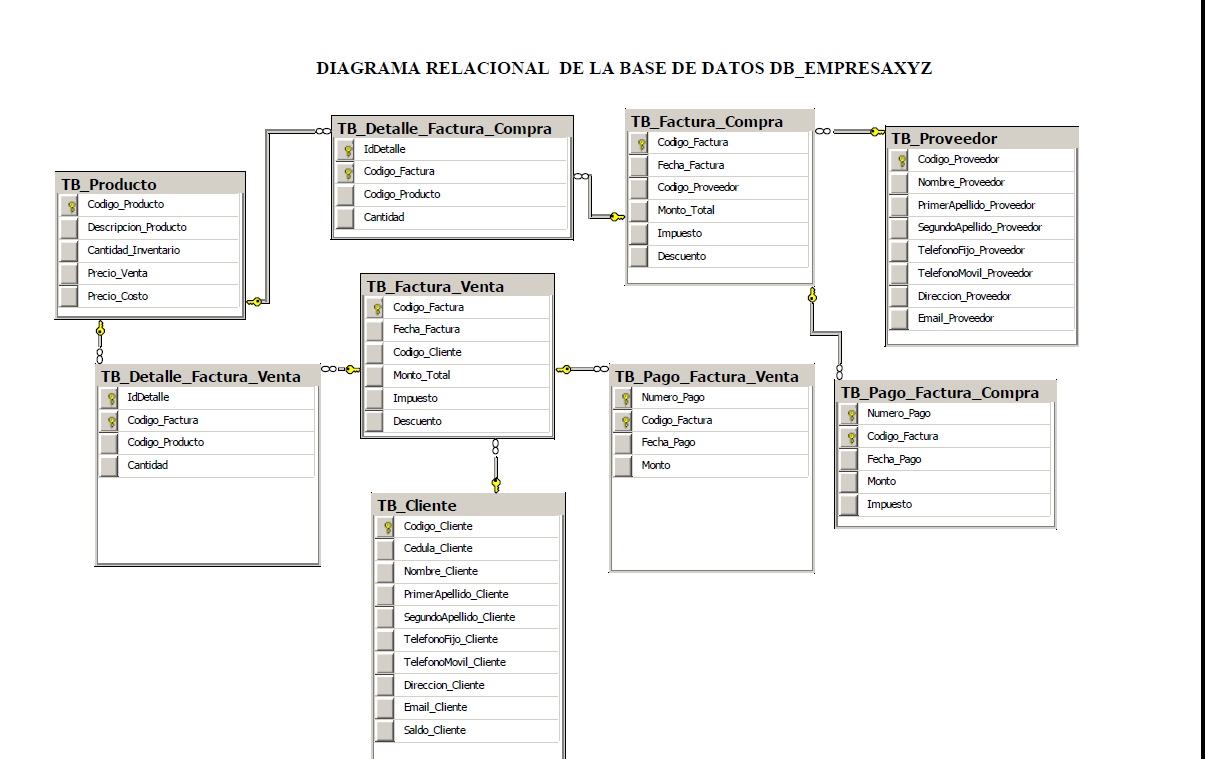 DIAGRAMA RELACIONAL DE LA BASE DE DATOS DB_EMPRESAXYZ
TB_Producto
Codigo_Producto
Descripcion_Producto
Cantidad_Inventario
Precio_Venta
Precio_Costo
TB_Detalle_Factura_Compra
IdDetalle
Codigo_Factura
Codigo_Producto
Cantidad
TB_Factura_Compra
Codigo_Factura
Fecha_Factura
Codigo_Proveedor
Monto_Total
Impuesto
Descuento
TB_Proveedor
Codigo_Proveedor
Nombre_Proveedor
PrimerApellido_Proveedor
SegundoApellido_Proveedor
TelefonoFijo_Proveedor
TelefonoMovil_Proveedor
Direccion_Proveedor
Email_Proveedor
TB_Factura_Venta
Codigo_Factura
Fecha_Factura
Codigo_Cliente
Monto_Total
Impuesto
Descuento
TB_Detalle_Factura_Venta
IdDetalle
Codigo_Factura
Codigo_Producto
Cantidad
TB_Pago_Factura_Venta
Numero_Pago
Codigo_Factura
Fecha_Pago
Monto
TB_Pago_Factura_Compra
Numero_Pago
Codigo_Factura
Fecha_Pago
Monto
Impuesto
TB_Cliente
Codigo_Cliente
Cedula_Cliente
Nombre_Cliente
PrimerApellido_Cliente
SegundoApellido_Cliente
TelefonoFijo_Cliente
TelefonoMovil_Cliente
Direccion_Cliente
Email_Cliente
Saldo_Cliente